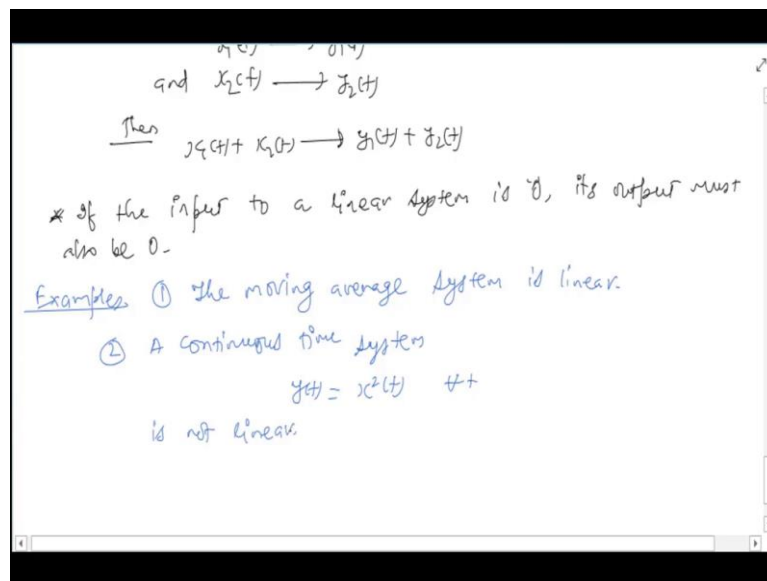 and x₂(t) ⟶ y₂(t)
Then x₁(t) + x₂(t) ⟶ y₁(t) + y₂(t)
* If the input to a linear system is 0, its output must
also be 0.
Examples ① The moving average system is linear.
② A continuous time system
y(t) = x²(t) ∀t
is not linear.